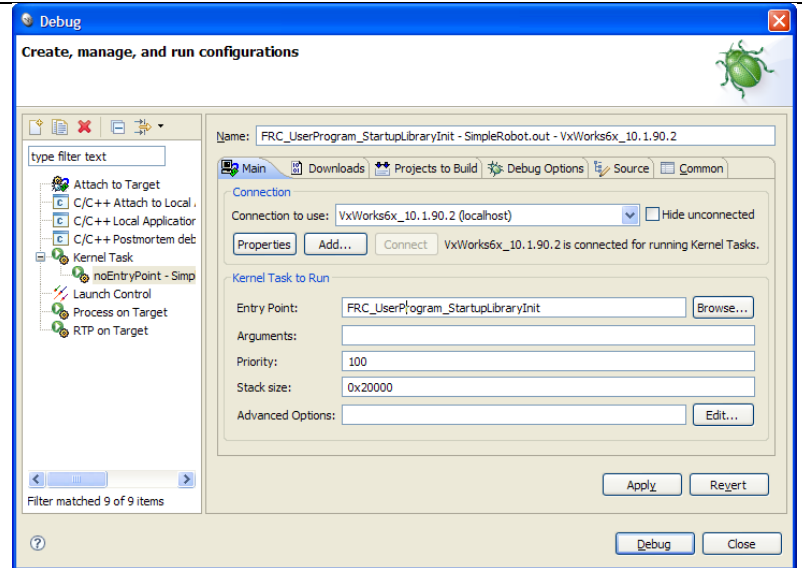 Debug
Create, manage, and run configurations
type filter text
Attach to Target
C/C++ Attach to Local
C/C++ Local Application
C/C++ Postmortem deb
Kernel Task
noEntryPoint - Simp
Launch Control
Process on Target
RTP on Target
Filter matched 9 of 9 items
Name: FRC_UserProgram_StartupLibraryInit - SimpleRobot.out - VxWorks6x_10.1.90.2
Main Downloads Projects to Build Debug Options Source Common
Connection
Connection to use: VxWorks6x_10.1.90.2 (localhost) Hide unconnected
Properties Add... Connect VxWorks6x_10.1.90.2 is connected for running Kernel Tasks.
Kernel Task to Run
Entry Point: FRC_UserProgram_StartupLibraryInit Browse...
Arguments:
Priority: 100
Stack size: 0x20000
Advanced Options: Edit...
Apply Revert
Debug Close